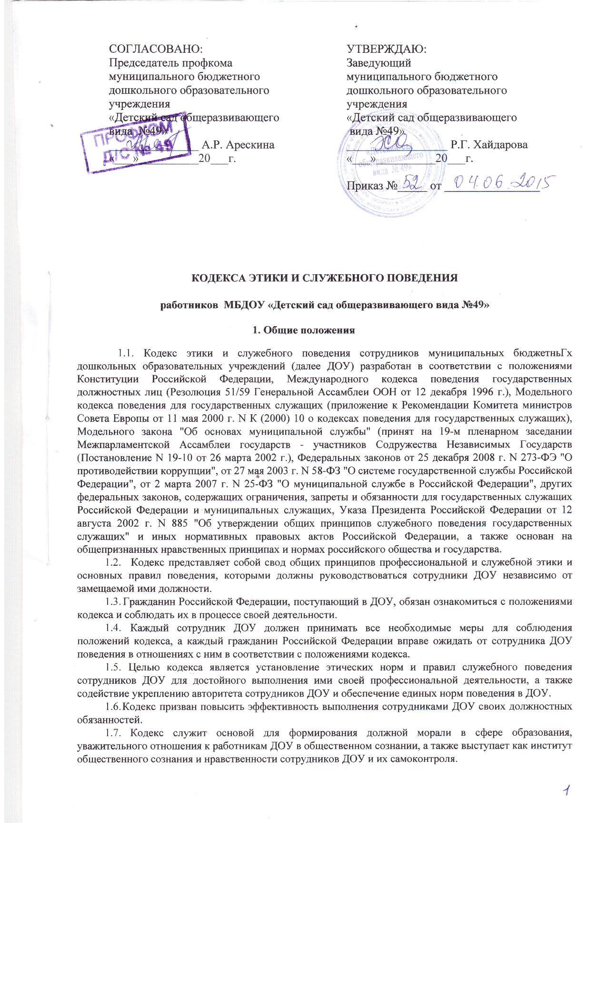 СОГЛАСОВАНО:
Председатель профкома
муниципального бюджетного
дошкольного образовательного
учреждения
«Детский сад общеразвивающего
вида №49»
______________ А.Р. Арескина
«___»__________20___г.
ПРОФКОМ
Д/С № 49
УТВЕРЖДАЮ:
Заведующий
муниципального бюджетного
дошкольного образовательного
учреждения
«Детский сад общеразвивающего
вида №49»
________________ Р.Г. Хайдарова
«___»__________20___г.
«Детский сад
общеразвивающего
вида № 49»
Приказ № 52 от 04.06.2015
КОДЕКСА ЭТИКИ И СЛУЖЕБНОГО ПОВЕДЕНИЯ
работников МБДОУ «Детский сад общеразвивающего вида №49»
1. Общие положения
1.1. Кодекс этики и служебного поведения сотрудников муниципальных бюджетньГх
дошкольных образовательных учреждений (далее ДОУ) разработан в соответствии с положениями
Конституции Российской Федерации, Международного кодекса поведения государственных
должностных лиц (Резолюция 51/59 Генеральной Ассамблеи ООН от 12 декабря 1996 г.), Модельного
кодекса поведения для государственных служащих (приложение к Рекомендации Комитета министров
Совета Европы от 11 мая 2000 г. N К (2000) 10 о кодексах поведения для государственных служащих),
Модельного закона "Об основах муниципальной службы" (принят на 19-м пленарном заседании
Межпарламентской Ассамблеи государств - участников Содружества Независимых Государств
(Постановление N 19-10 от 26 марта 2002 г.), Федеральных законов от 25 декабря 2008 г. N 273-ФЭ "О
противодействии коррупции", от 27 мая 2003 г. N 58-ФЗ "О системе государственной службы Российской
Федерации", от 2 марта 2007 г. N 25-ФЗ "О муниципальной службе в Российской Федерации", других
федеральных законов, содержащих ограничения, запреты и обязанности для государственных служащих
Российской Федерации и муниципальных служащих, Указа Президента Российской Федерации от 12
августа 2002 г. N 885 "Об утверждении общих принципов служебного поведения государственных
служащих" и иных нормативных правовых актов Российской Федерации, а также основан на
общепризнанных нравственных принципах и нормах российского общества и государства.
1.2. Кодекс представляет собой свод общих принципов профессиональной и служебной этики и
основных правил поведения, которыми должны руководствоваться сотрудники ДОУ независимо от
замещаемой ими должности.
1.3. Гражданин Российской Федерации, поступающий в ДОУ, обязан ознакомиться с положениями
кодекса и соблюдать их в процессе своей деятельности.
1.4. Каждый сотрудник ДОУ должен принимать все необходимые меры для соблюдения
положений кодекса, а каждый гражданин Российской Федерации вправе ожидать от сотрудника ДОУ
поведения в отношениях с ним в соответствии с положениями кодекса.
1.5. Целью кодекса является установление этических норм и правил служебного поведения
сотрудников ДОУ для достойного выполнения ими своей профессиональной деятельности, а также
содействие укреплению авторитета сотрудников ДОУ и обеспечение единых норм поведения в ДОУ.
1.6. Кодекс призван повысить эффективность выполнения сотрудниками ДОУ своих должностных
обязанностей.
1.7. Кодекс служит основой для формирования должной морали в сфере образования,
уважительного отношения к работникам ДОУ в общественном сознании, а также выступает как институт
общественного сознания и нравственности сотрудников ДОУ и их самоконтроля.
1